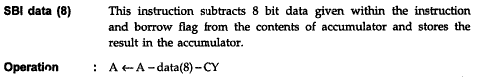 SBI data (8) This instruction subtracts 8 bit data given within the instruction
and borrow flag from the contents of accumulator and stores the
result in the accumulator.
Operation : A ← A – data(8) – CY